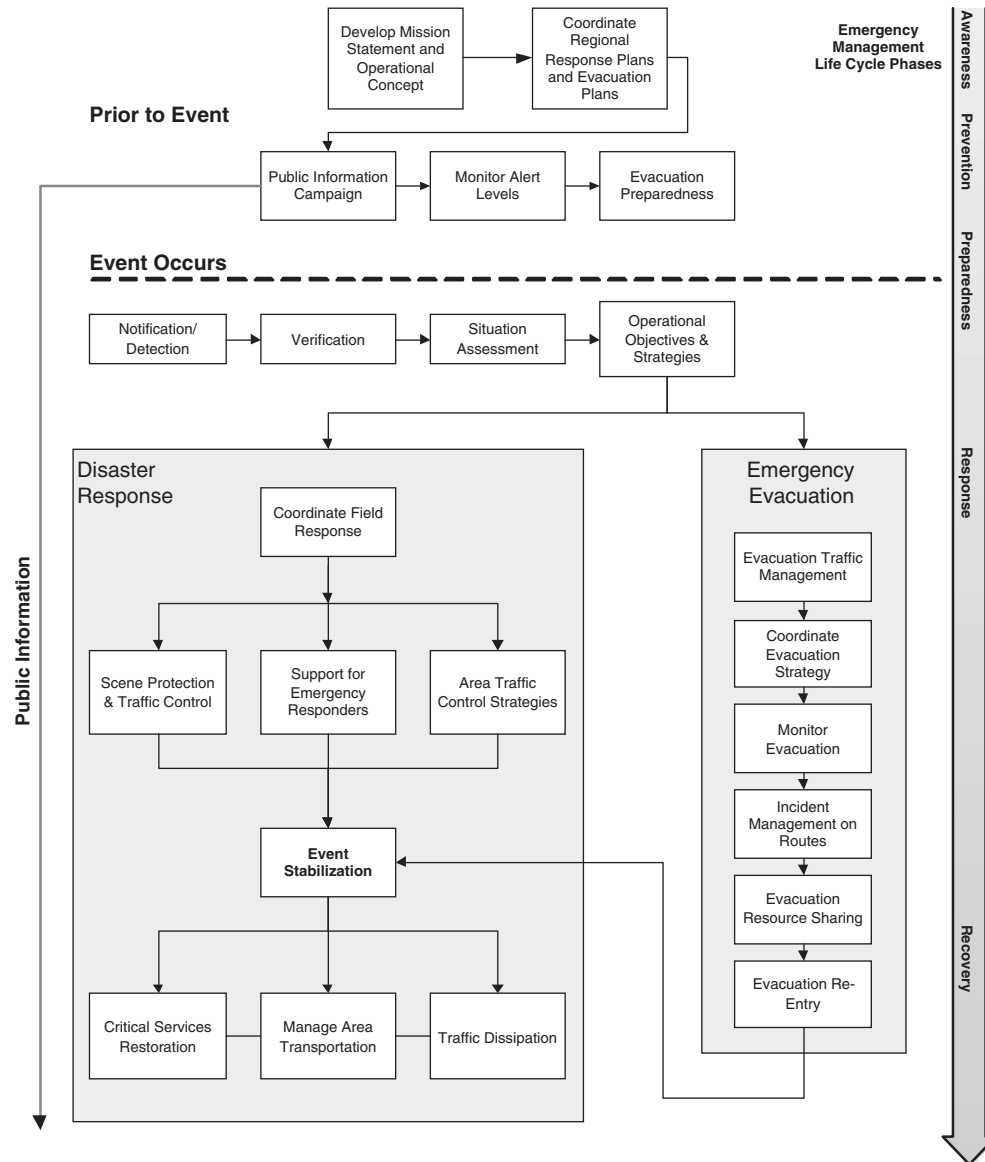 Develop Mission
Statement and
Operational
Concept
Coordinate
Regional
Response Plans
and Evacuation
Plans
Emergency
Management
Life Cycle Phases
Awareness
Prior to Event
Prevention
Public Information
Campaign
Monitor Alert
Levels
Evacuation
Preparedness
Preparedness
Event Occurs
Notification/
Detection
Verification
Situation
Assessment
Operational
Objectives &
Strategies
Response
Public Information
Disaster
Response
Coordinate Field
Response
Scene Protection
& Traffic Control
Support for
Emergency
Responders
Area Traffic
Control Strategies
Event
Stabilization
Critical Services
Restoration
Manage Area
Transportation
Traffic Dissipation
Emergency
Evacuation
Evacuation Traffic
Management
Coordinate
Evacuation
Strategy
Monitor
Evacuation
Incident
Management on
Routes
Evacuation
Resource Sharing
Evacuation Re-
Entry
Recovery